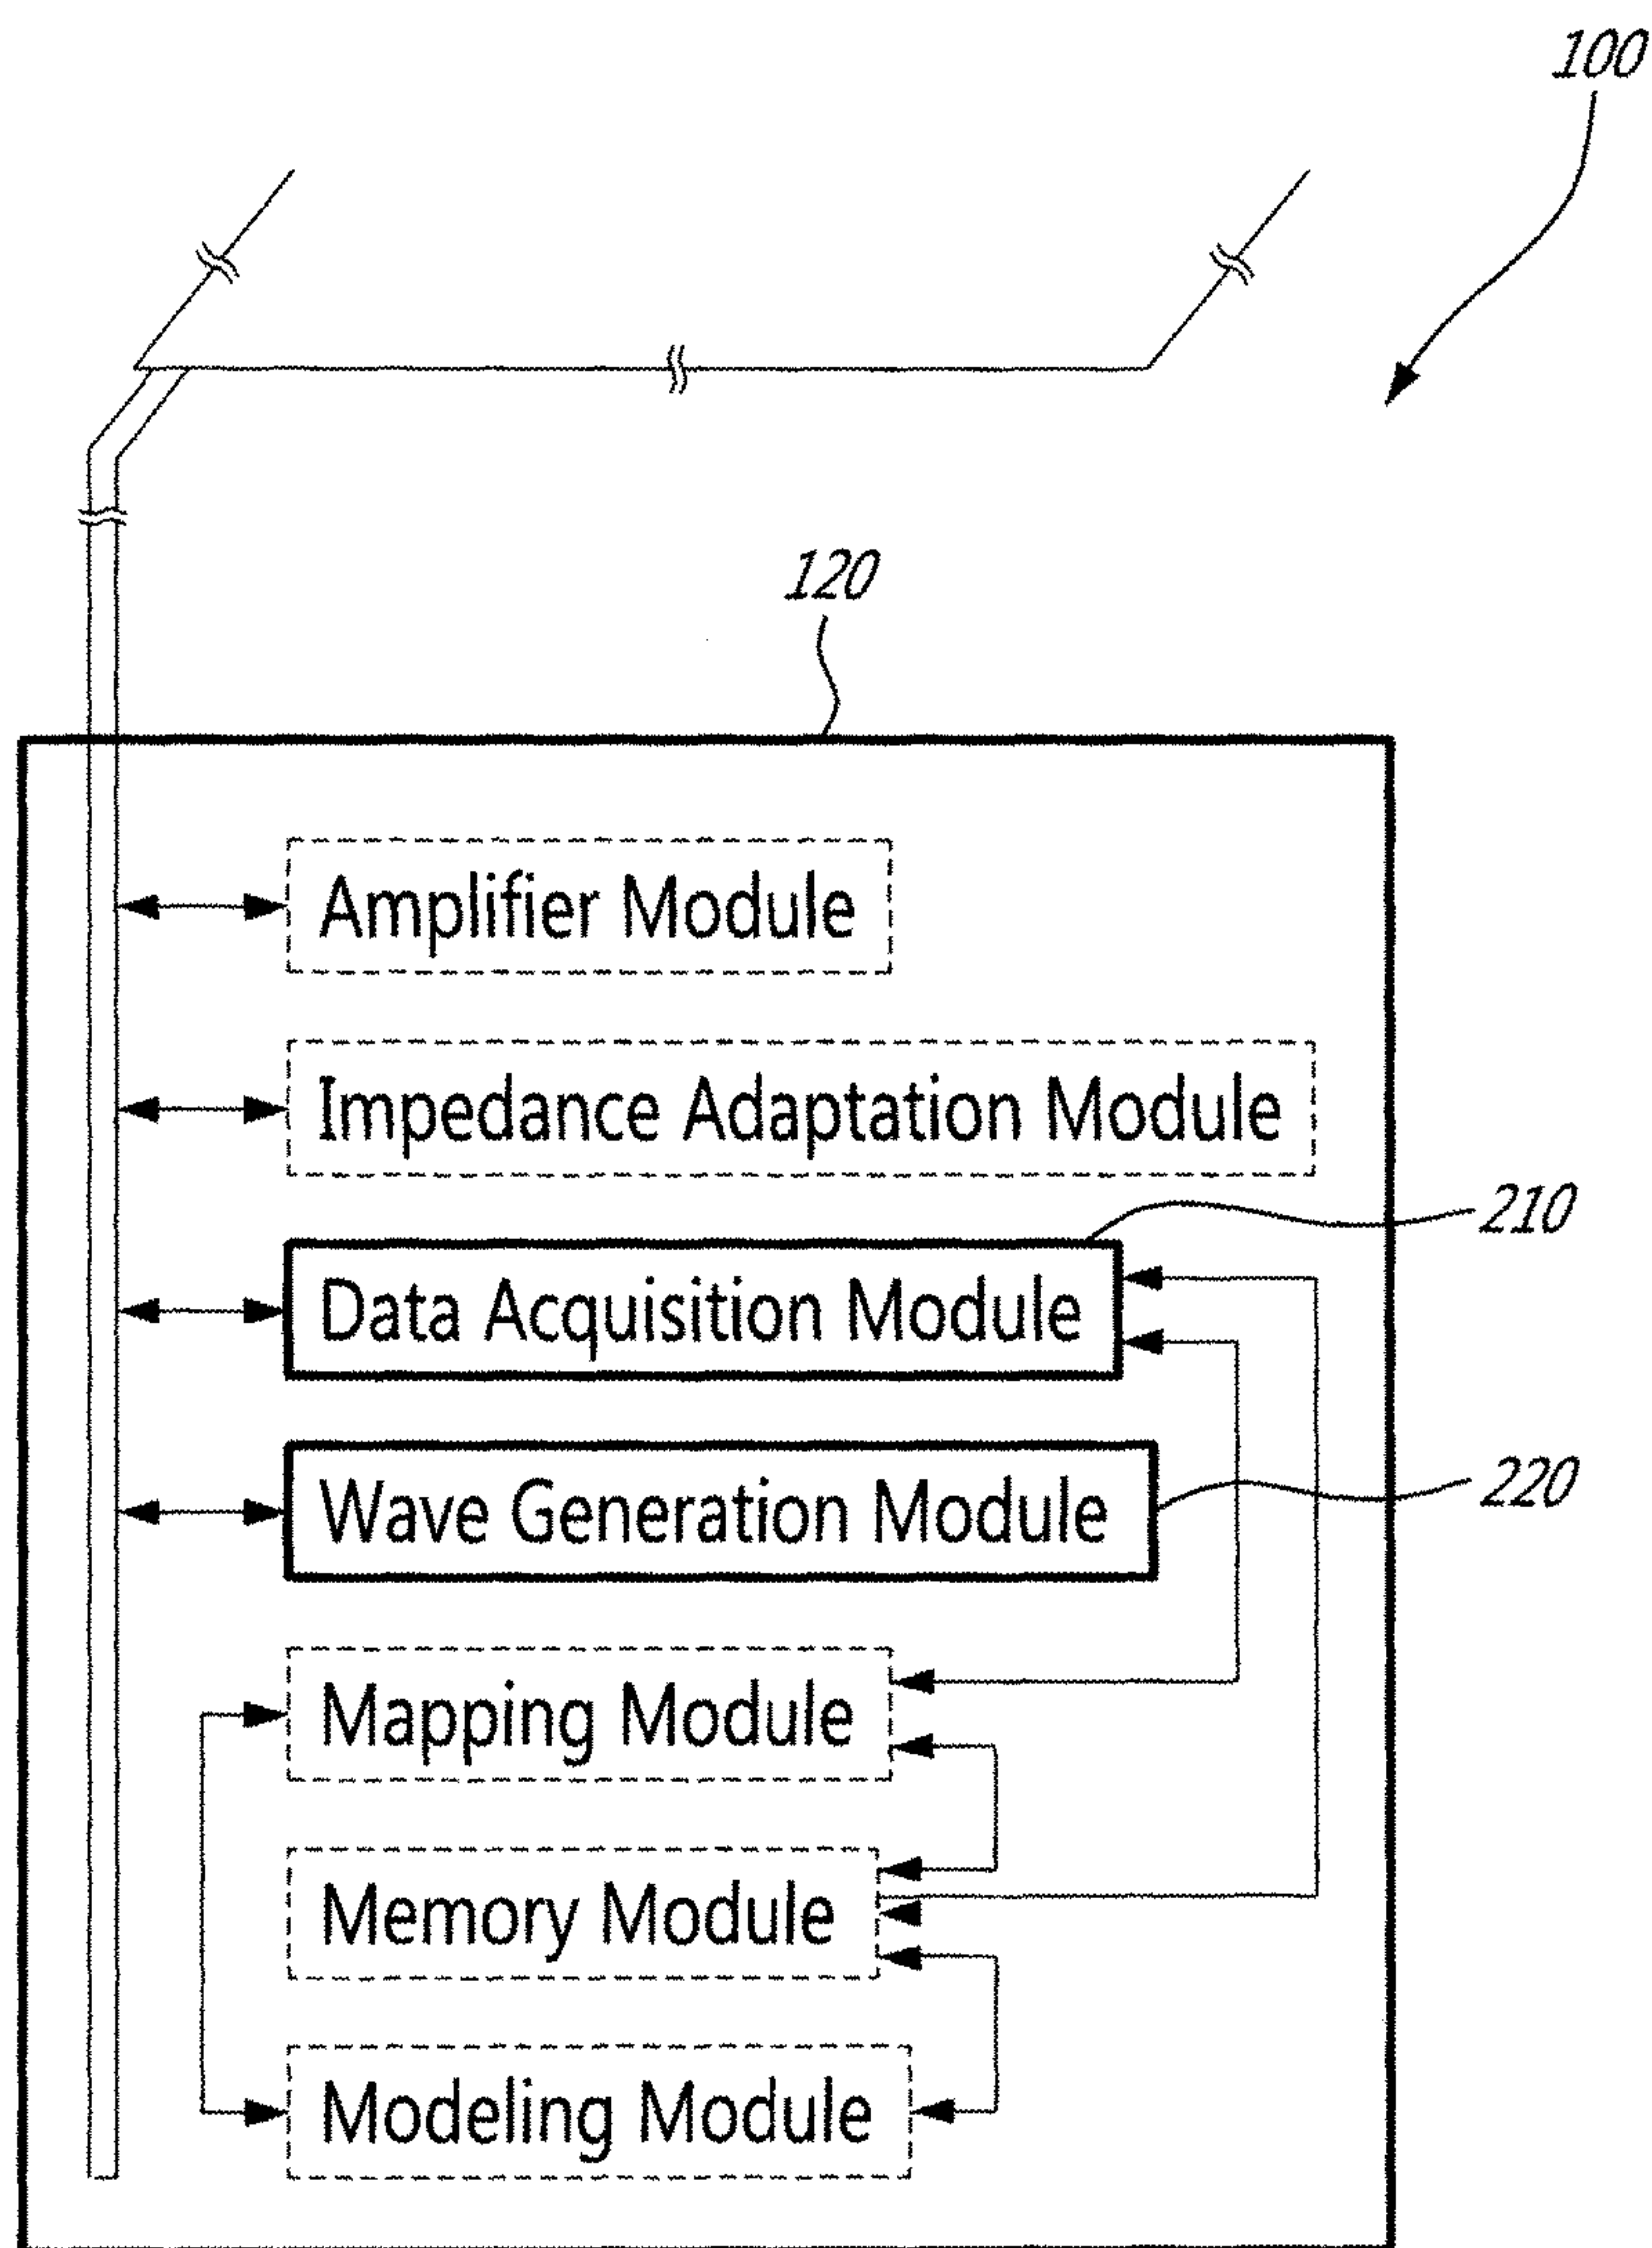 100
120
Amplifier Module
Impedance Adaptation Module
210
Data Acquisition Module
Wave Generation Module
220
Mapping Module
Memory Module
Modeling Module